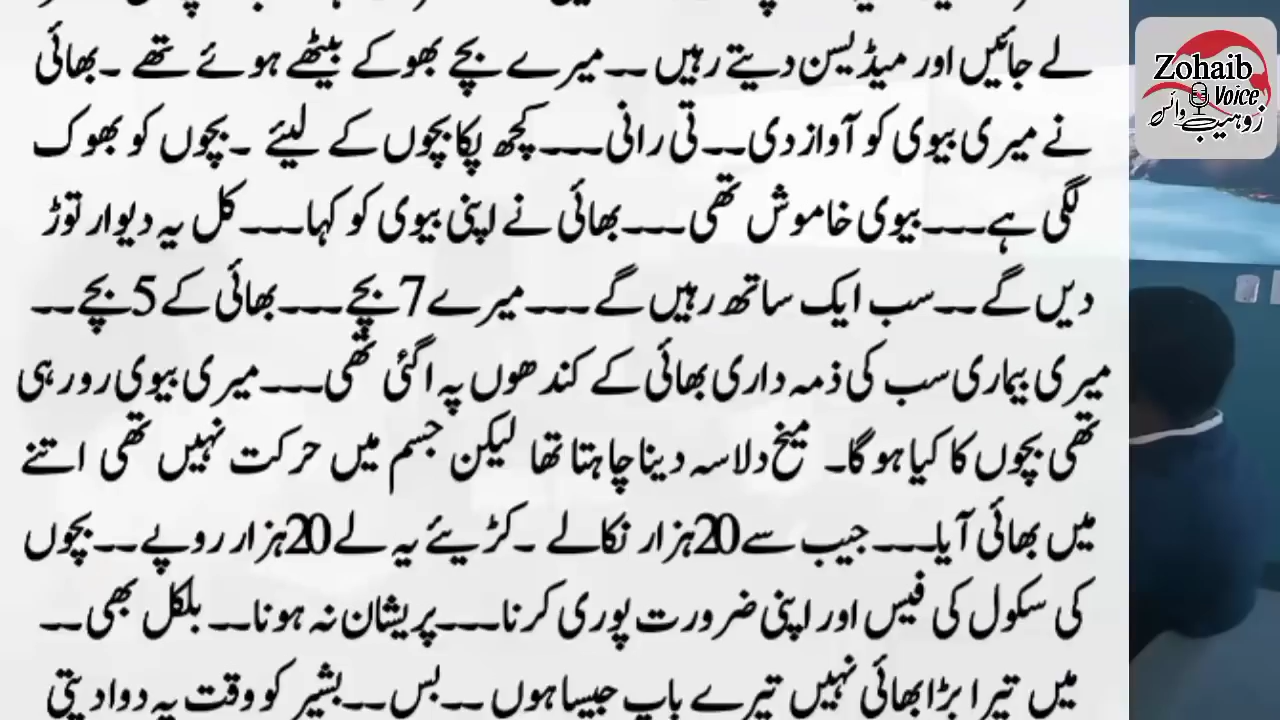 لے جائیں اور میڈیسن دیتے رہیں ۔۔میرے بچے بھوکے بیٹھے ہوئے تھے ۔بھائی
نے میری بیوی کو آواز دی۔۔تی رانی۔۔۔کچھ پکا بچوں کے لیئے ۔بچوں کو بھوک
لگی ہے۔۔۔بیوی خاموش تھی۔۔۔بھائی نے اپنی بیوی کو کہا۔۔۔کل یہ دیوار توڑ
دیں گے ۔۔سب ایک ساتھ رہیں گے ۔۔۔میرے 7 بچے۔۔۔بھائی کے 5 بچے۔۔
میری بیماری سب کی ذمہ داری بھائی کے کندھوں پہ اگئی تھی۔۔۔میری بیوی رو رہی
تھی بچوں کا کیا ہو گا۔ میخ دلاسہ دینا چاہتا تھا لیکن جسم میں حرکت نہیں تھی اتنے
میں بھائی آیا۔۔۔جیب سے 20 ہزار نکالے ۔کڑیئے یہ لے 20 ہزار روپے۔۔بچوں
کی سکول کی فیس اور اپنی ضرورت پوری کرنا۔۔۔پریشان نہ ہونا۔۔بلکل بھی۔۔
میں تیرا بڑا بھائی نہیں تیرے باپ جیسا ہوں ۔۔بس۔۔بشیر کو وقت پہ دوا دیتی
Zohaib
Voice
زوہیب وائس